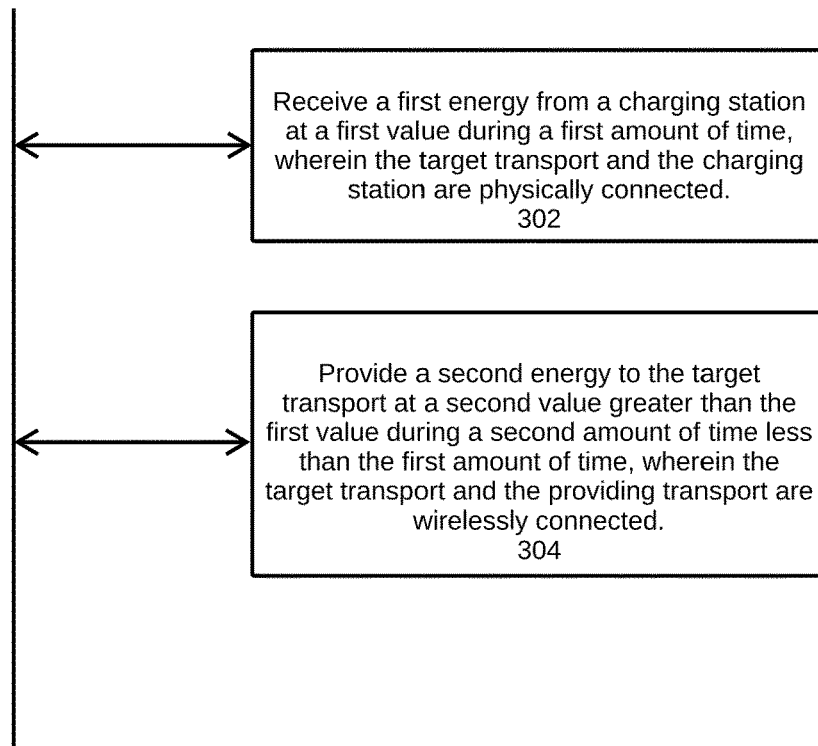 Receive a first energy from a charging station
at a first value during a first amount of time,
wherein the target transport and the charging
station are physically connected.
302
Provide a second energy to the target
transport at a second value greater than the
first value during a second amount of time less
than the first amount of time, wherein the
target transport and the providing transport are
wirelessly connected.
304